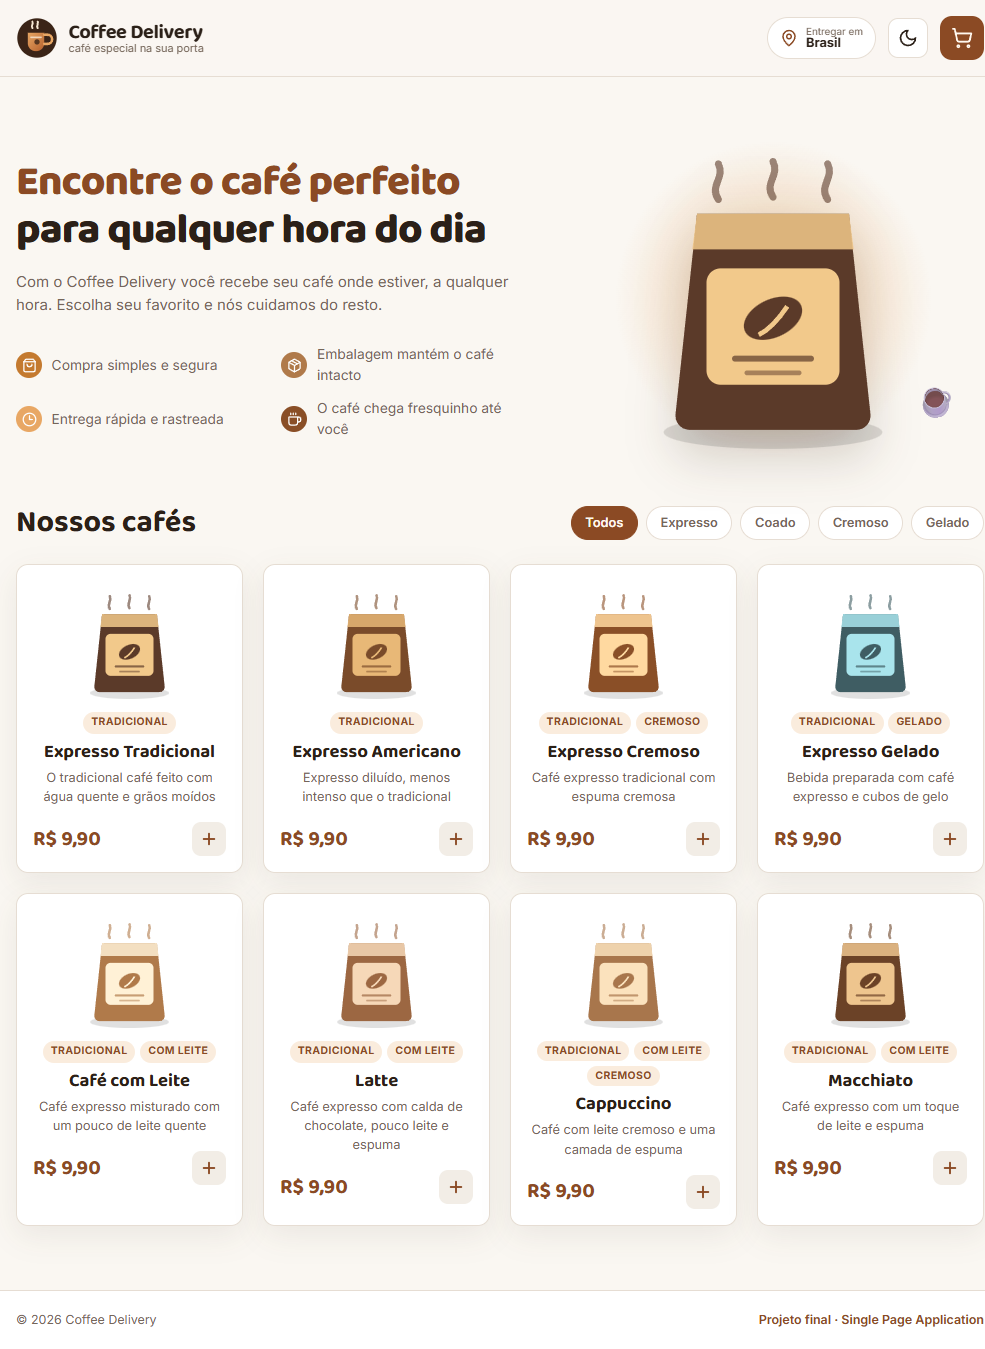 Coffee Delivery
café especial na sua porta
Entregar em
Brasil
Encontre o café perfeito
para qualquer hora do dia
Com o Coffee Delivery você recebe seu café onde estiver, a qualquer
hora. Escolha seu favorito e nós cuidamos do resto.
Compra simples e segura
Embalagem mantém o café
intacto
Entrega rápida e rastreada
O café chega fresquinho até
você
Nossos cafés
Todos
Expresso
Coado
Cremoso
Gelado
TRADICIONAL
Expresso Tradicional
O tradicional café feito com
água quente e grãos moídos
R$ 9,90
TRADICIONAL
Expresso Americano
Expresso diluído, menos
intenso que o tradicional
R$ 9,90
TRADICIONAL CREMOSO
Expresso Cremoso
Café expresso tradicional com
espuma cremosa
R$ 9,90
TRADICIONAL GELADO
Expresso Gelado
Bebida preparada com café
expresso e cubos de gelo
R$ 9,90
TRADICIONAL COM LEITE
Café com Leite
Café expresso misturado com
um pouco de leite quente
R$ 9,90
TRADICIONAL COM LEITE
Latte
Café expresso com calda de
chocolate, pouco leite e
espuma
R$ 9,90
TRADICIONAL COM LEITE
CREMOSO
Cappuccino
Café com leite cremoso e uma
camada de espuma
R$ 9,90
TRADICIONAL COM LEITE
Macchiato
Café expresso com um toque
de leite e espuma
R$ 9,90
© 2026 Coffee Delivery
Projeto final · Single Page Application